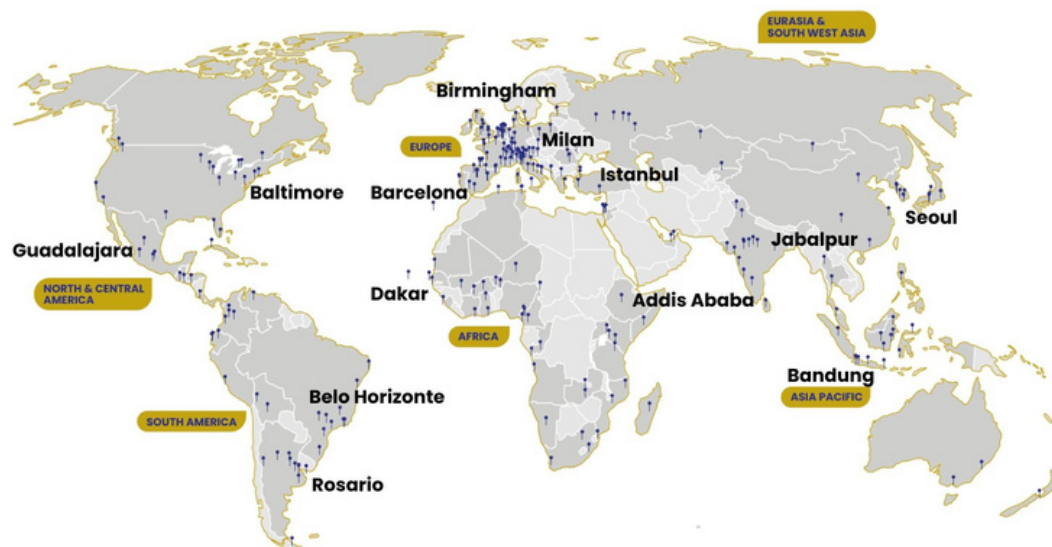 EURASIA &
SOUTH WEST ASIA
Birmingham
EUROPE
Milan
Istanbul
Baltimore
Barcelona
Seoul
Guadalajara
Jabalpur
NORTH & CENTRAL
AMERICA
Dakar
Addis Ababa
AFRICA
Bandung
ASIA PACIFIC
Belo Horizonte
SOUTH AMERICA
Rosario